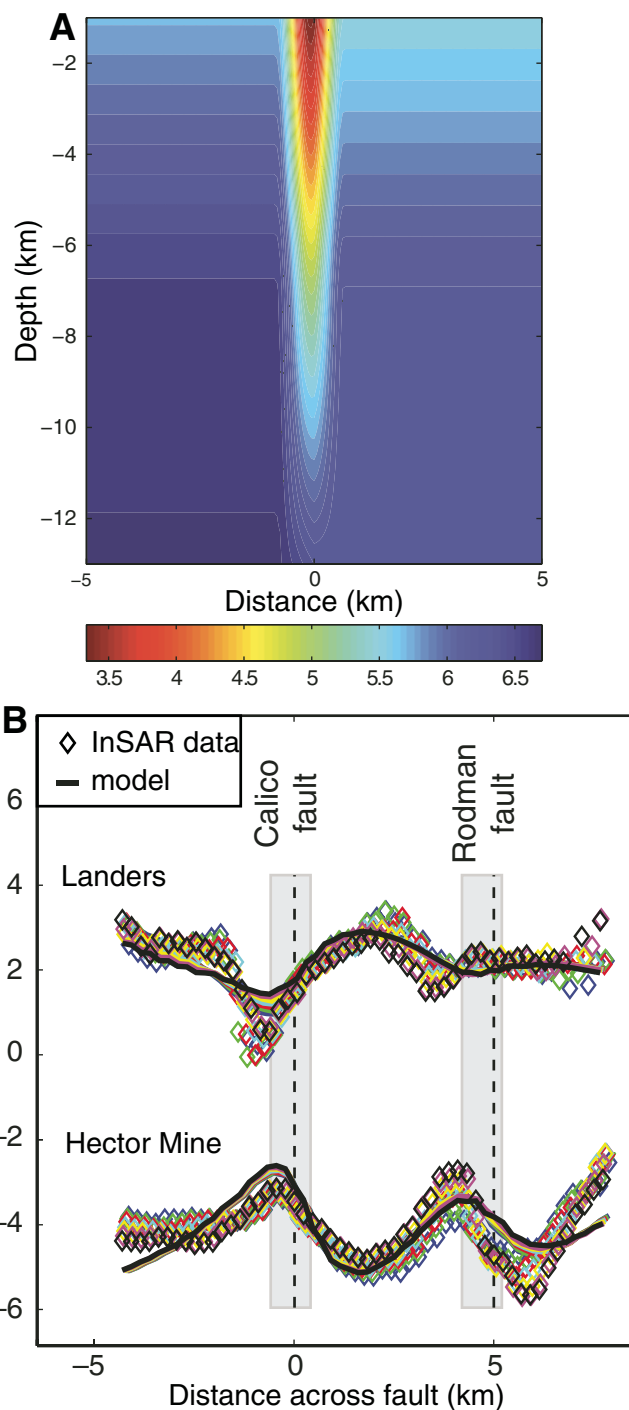 A
−2
−4
−6
−8
−10
−12
Depth (km)
−5
0
5
Distance (km)
3.5
4
4.5
5
5.5
6
6.5
B
InSAR data
model
Calico
fault
Rodman
fault
6
4
2
0
−2
−4
−6
Landers
Hector Mine
−5
0
5
Distance across fault (km)